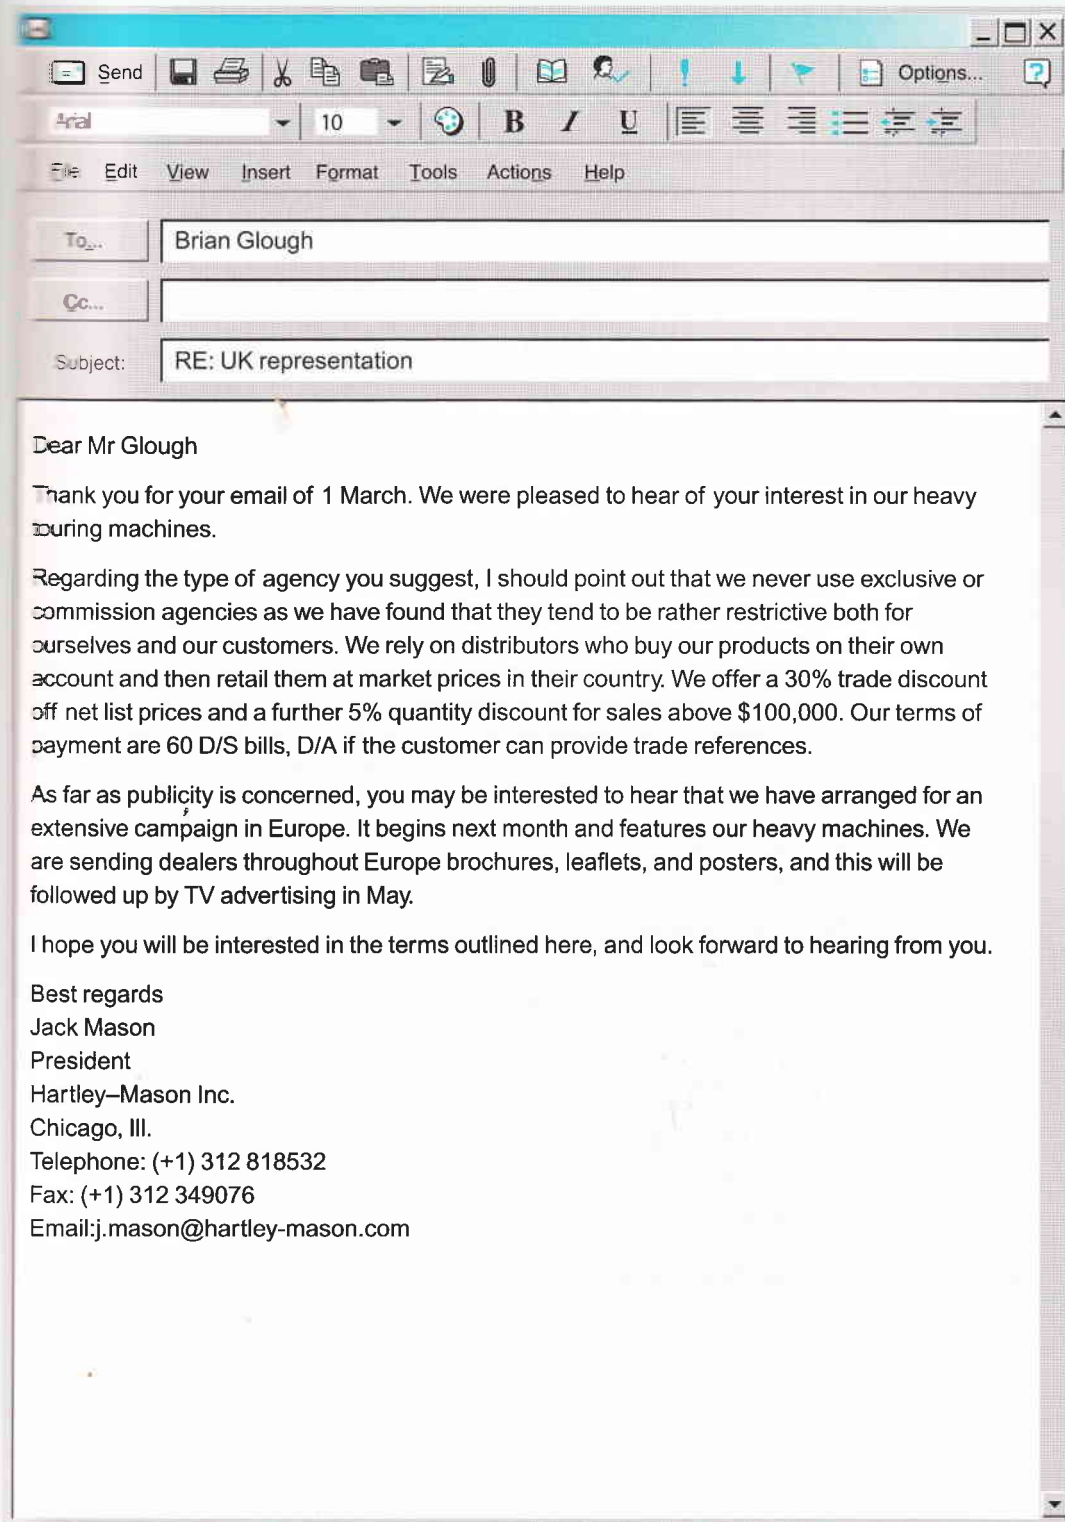 Send
Options...
Arial
10
B I U
File Edit View Insert Format Tools Actions Help
To...
Brian Glough
Cc...
Subject:
RE: UK representation
Dear Mr Glough
Thank you for your email of 1 March. We were pleased to hear of your interest in our heavy
touring machines.
Regarding the type of agency you suggest, I should point out that we never use exclusive or
commission agencies as we have found that they tend to be rather restrictive both for
ourselves and our customers. We rely on distributors who buy our products on their own
account and then retail them at market prices in their country. We offer a 30% trade discount
off net list prices and a further 5% quantity discount for sales above $100,000. Our terms of
payment are 60 D/S bills, D/A if the customer can provide trade references.
As far as publicity is concerned, you may be interested to hear that we have arranged for an
extensive campaign in Europe. It begins next month and features our heavy machines. We
are sending dealers throughout Europe brochures, leaflets, and posters, and this will be
followed up by TV advertising in May.
I hope you will be interested in the terms outlined here, and look forward to hearing from you.
Best regards
Jack Mason
President
Hartley–Mason Inc.
Chicago, Ill.
Telephone: (+1) 312 818532
Fax: (+1) 312 349076
Email:j.mason@hartley-mason.com